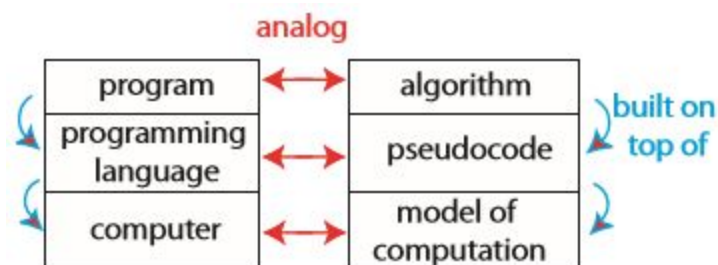 analog
program
algorithm
built on
top of
programming
language
pseudocode
computer
model of
computation